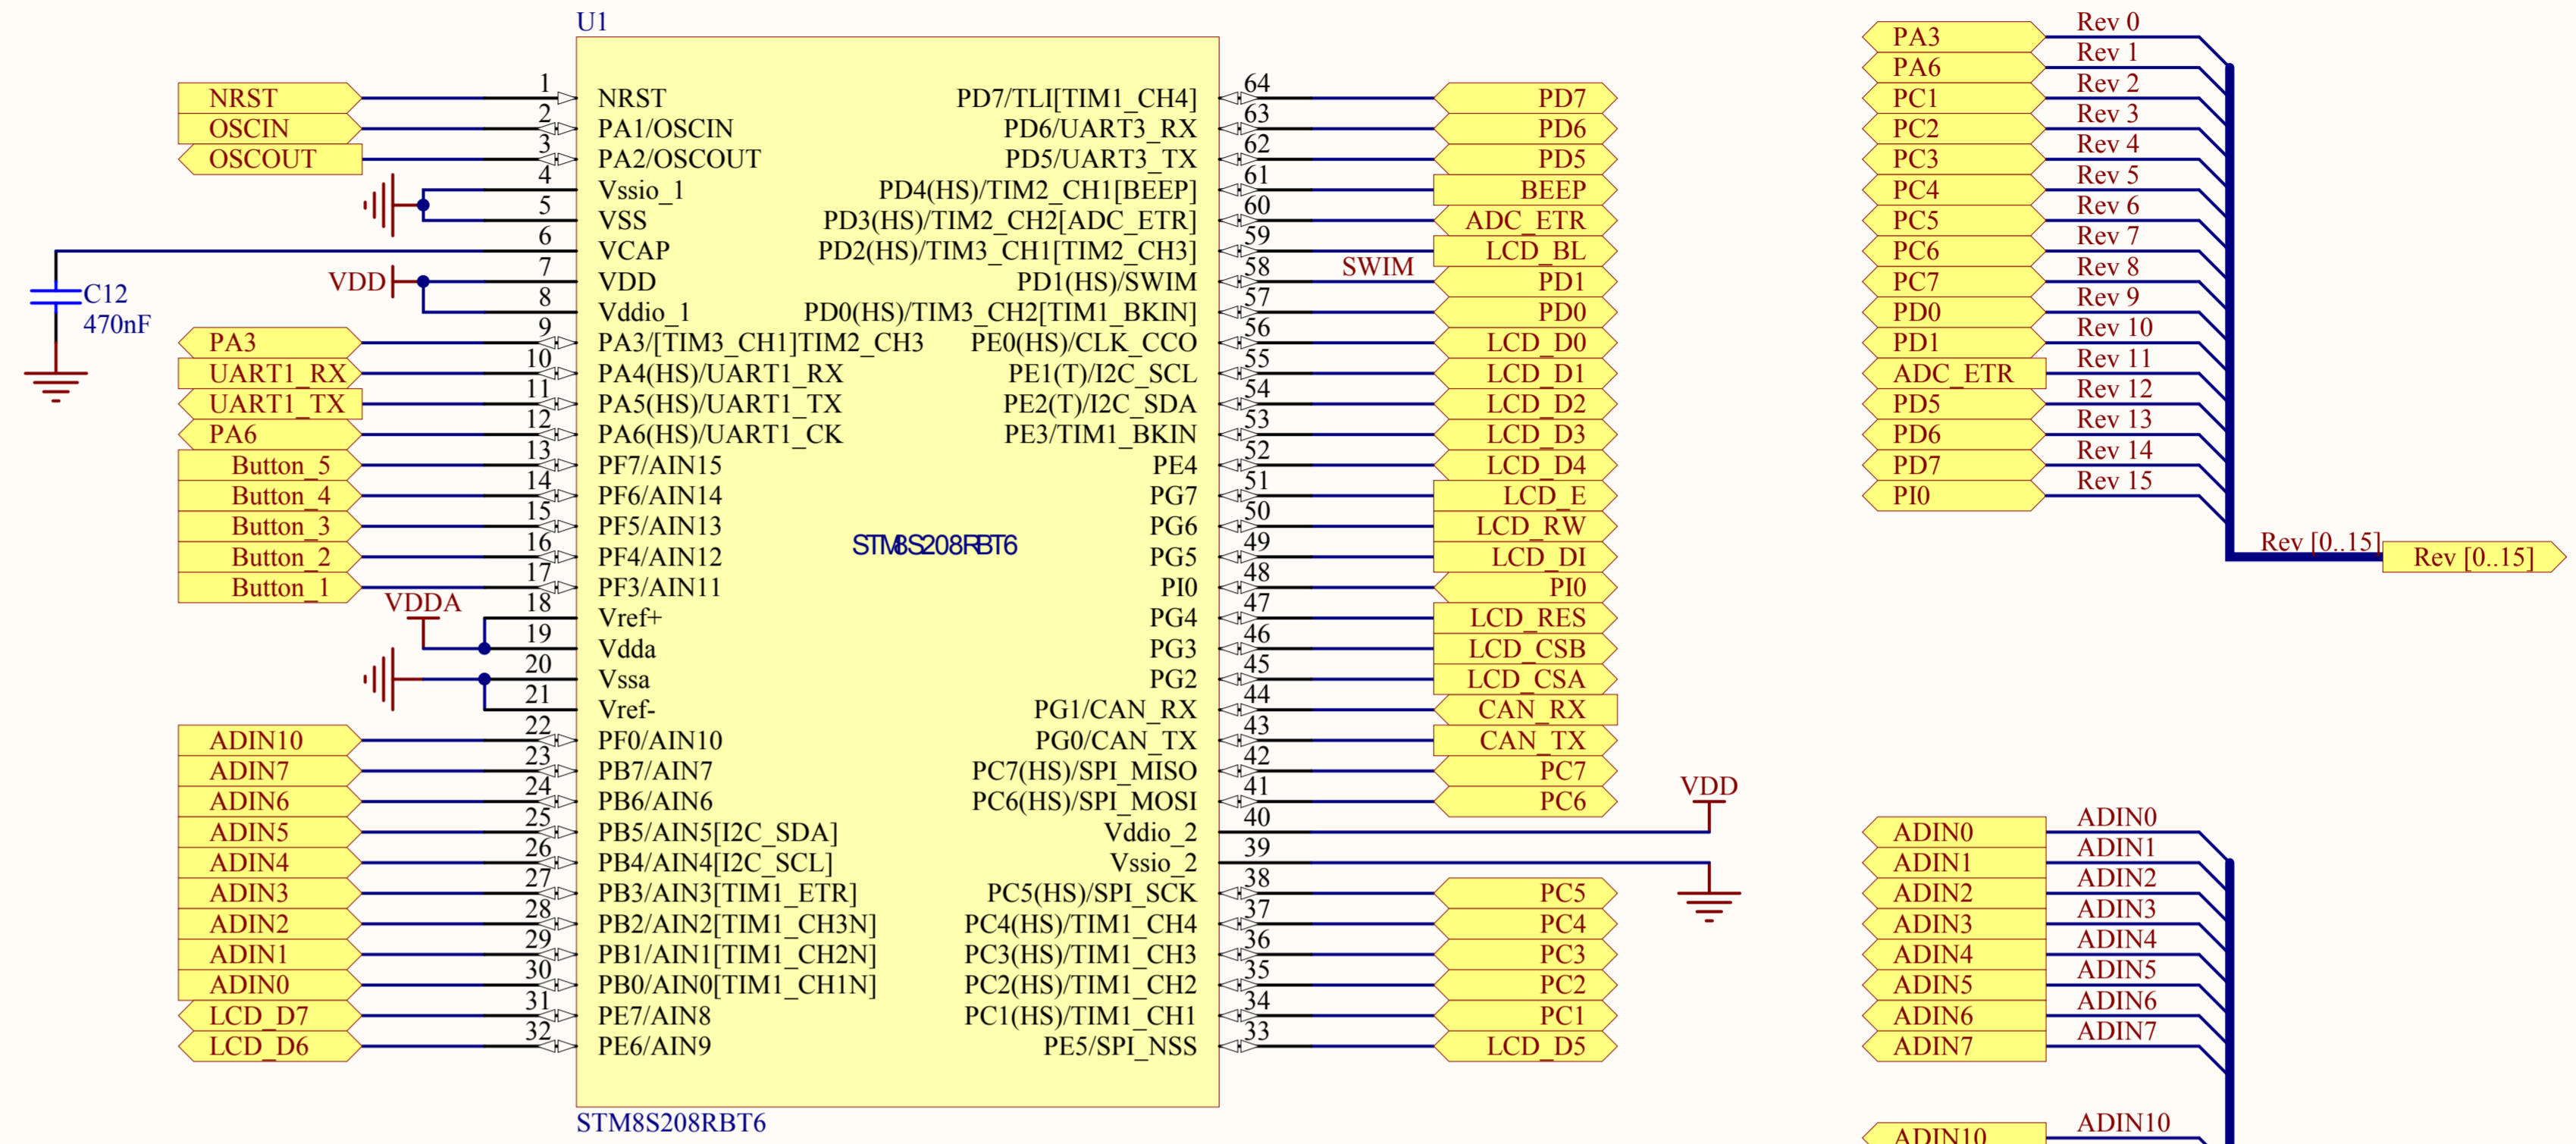 U1
NRST 1 NRST PD7/TLI[TIM1_CH4] 64 PD7
OSCIN 2 PA1/OSCIN PD6/UART3_RX 63 PD6
OSCOUT 3 PA2/OSCOUT PD5/UART3_TX 62 PD5
4 Vssio_1 PD4(HS)/TIM2_CH1[BEEP] 61 BEEP
5 VSS PD3(HS)/TIM2_CH2[ADC_ETR] 60 ADC_ETR
6 VCAP PD2(HS)/TIM3_CH1[TIM2_CH3] 59 LCD_BL
VDD 7 VDD PD1(HS)/SWIM 58 SWIM PD1
8 Vddio_1 PD0(HS)/TIM3_CH2[TIM1_BKIN] 57 PD0
C12
470nF
PA3 9 PA3/[TIM3_CH1]TIM2_CH3 PE0(HS)/CLK_CCO 56 LCD_D0
UART1_RX 10 PA4(HS)/UART1_RX PE1(T)/I2C_SCL 55 LCD_D1
UART1_TX 11 PA5(HS)/UART1_TX PE2(T)/I2C_SDA 54 LCD_D2
PA6 12 PA6(HS)/UART1_CK PE3/TIM1_BKIN 53 LCD_D3
Button_5 13 PF7/AIN15 PE4 52 LCD_D4
Button_4 14 PF6/AIN14 PG7 51 LCD_E
Button_3 15 PF5/AIN13 PG6 50 LCD_RW
STM8S208RBT6
Button_2 16 PF4/AIN12 PG5 49 LCD_DI
Button_1 17 PF3/AIN11 PI0 48 PI0
VDDA 18 Vref+ PG4 47 LCD_RES
19 Vdda PG3 46 LCD_CSB
20 Vssa PG2 45 LCD_CSA
21 Vref- PG1/CAN_RX 44 CAN_RX
ADIN10 22 PF0/AIN10 PG0/CAN_TX 43 CAN_TX
ADIN7 23 PB7/AIN7 PC7(HS)/SPI_MISO 42 PC7
ADIN6 24 PB6/AIN6 PC6(HS)/SPI_MOSI 41 PC6
ADIN5 25 PB5/AIN5[I2C_SDA] Vddio_2 40 VDD
ADIN4 26 PB4/AIN4[I2C_SCL] Vssio_2 39
ADIN3 27 PB3/AIN3[TIM1_ETR] PC5(HS)/SPI_SCK 38 PC5
ADIN2 28 PB2/AIN2[TIM1_CH3N] PC4(HS)/TIM1_CH4 37 PC4
ADIN1 29 PB1/AIN1[TIM1_CH2N] PC3(HS)/TIM1_CH3 36 PC3
ADIN0 30 PB0/AIN0[TIM1_CH1N] PC2(HS)/TIM1_CH2 35 PC2
LCD_D7 31 PE7/AIN8 PC1(HS)/TIM1_CH1 34 PC1
LCD_D6 32 PE6/AIN9 PE5/SPI_NSS 33 LCD_D5
STM8S208RBT6
PA3 Rev 0
PA6 Rev 1
PC1 Rev 2
PC2 Rev 3
PC3 Rev 4
PC4 Rev 5
PC5 Rev 6
PC6 Rev 7
PC7 Rev 8
PD0 Rev 9
PD1 Rev 10
ADC_ETR Rev 11
PD5 Rev 12
PD6 Rev 13
PD7 Rev 14
PI0 Rev 15
Rev [0..15] Rev [0..15]
ADIN0 ADIN0
ADIN1 ADIN1
ADIN2 ADIN2
ADIN3 ADIN3
ADIN4 ADIN4
ADIN5 ADIN5
ADIN6 ADIN6
ADIN7 ADIN7
ADIN10 ADIN10